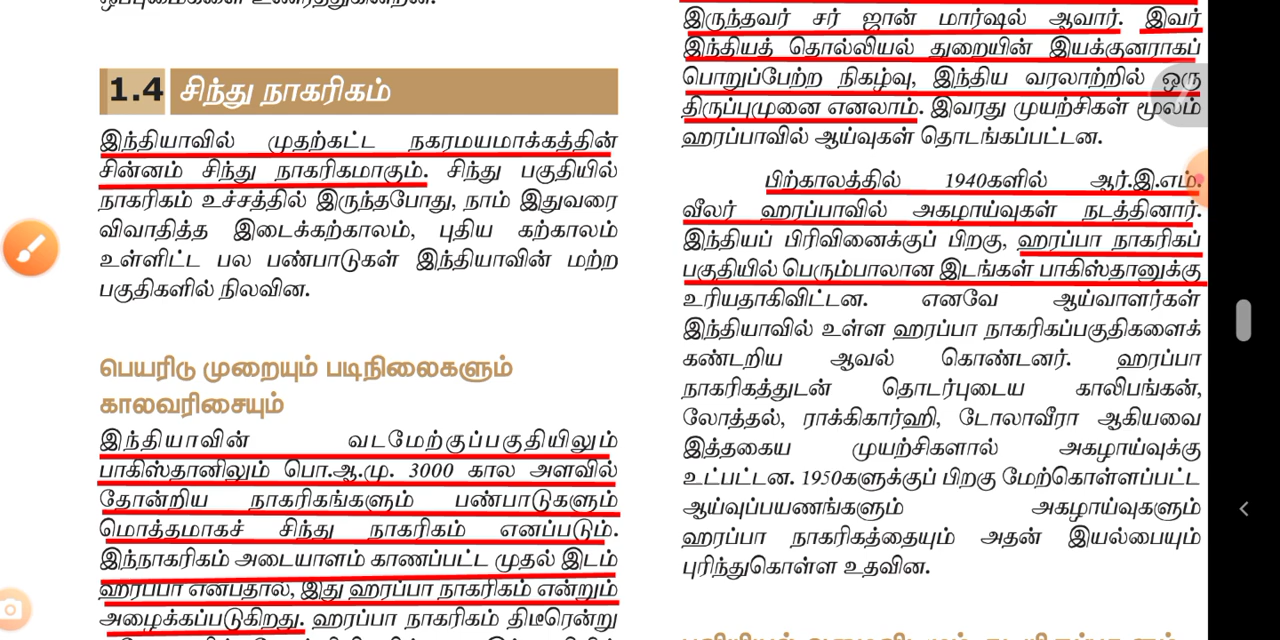 ஒப்புமைகளை உணர்த்துகின்றன.
1.4 சிந்து நாகரிகம்
இந்தியாவில் முதற்கட்ட நகரமயமாக்கத்தின்
சின்னம் சிந்து நாகரிகமாகும். சிந்து பகுதியில்
நாகரிகம் உச்சத்தில் இருந்தபோது, நாம் இதுவரை
விவாதித்த இடைக்கற்காலம், புதிய கற்காலம்
உள்ளிட்ட பல பண்பாடுகள் இந்தியாவின் மற்ற
பகுதிகளில் நிலவின.
பெயரிடு முறையும் படிநிலைகளும்
காலவரிசையும்
இந்தியாவின் வடமேற்குப்பகுதியிலும்
பாகிஸ்தானிலும் பொ.ஆ.மு. 3000 கால அளவில்
தோன்றிய நாகரிகங்களும் பண்பாடுகளும்
மொத்தமாகச் சிந்து நாகரிகம் எனப்படும்.
இந்நாகரிகம் அடையாளம் காணப்பட்ட முதல் இடம்
ஹரப்பா என்பதால், இது ஹரப்பா நாகரிகம் என்றும்
அழைக்கப்படுகிறது. ஹரப்பா நாகரிகம் திடீரென்று
இருந்தவர் சர் ஜான் மார்ஷல் ஆவார். இவர்
இந்தியத் தொல்லியல் துறையின் இயக்குனராகப்
பொறுப்பேற்ற நிகழ்வு, இந்திய வரலாற்றில் ஒரு
திருப்புமுனை எனலாம். இவரது முயற்சிகள் மூலம்
ஹரப்பாவில் ஆய்வுகள் தொடங்கப்பட்டன.
பிற்காலத்தில் 1940களில் ஆர்.இ.எம்.
வீலர் ஹரப்பாவில் அகழாய்வுகள் நடத்தினார்.
இந்தியப் பிரிவினைக்குப் பிறகு, ஹரப்பா நாகரிகப்
பகுதியில் பெரும்பாலான இடங்கள் பாகிஸ்தானுக்கு
உரியதாகிவிட்டன. எனவே ஆய்வாளர்கள்
இந்தியாவில் உள்ள ஹரப்பா நாகரிகப்பகுதிகளைக்
கண்டறிய ஆவல் கொண்டனர். ஹரப்பா
நாகரிகத்துடன் தொடர்புடைய காலிபங்கன்,
லோத்தல், ராக்கிகார்ஹி, டோலாவீரா ஆகியவை
இத்தகைய முயற்சிகளால் அகழாய்வுக்கு
உட்பட்டன. 1950களுக்குப் பிறகு மேற்கொள்ளப்பட்ட
ஆய்வுப்பயணங்களும் அகழாய்வுகளும்
ஹரப்பா நாகரிகத்தையும் அதன் இயல்பையும்
புரிந்துகொள்ள உதவின.